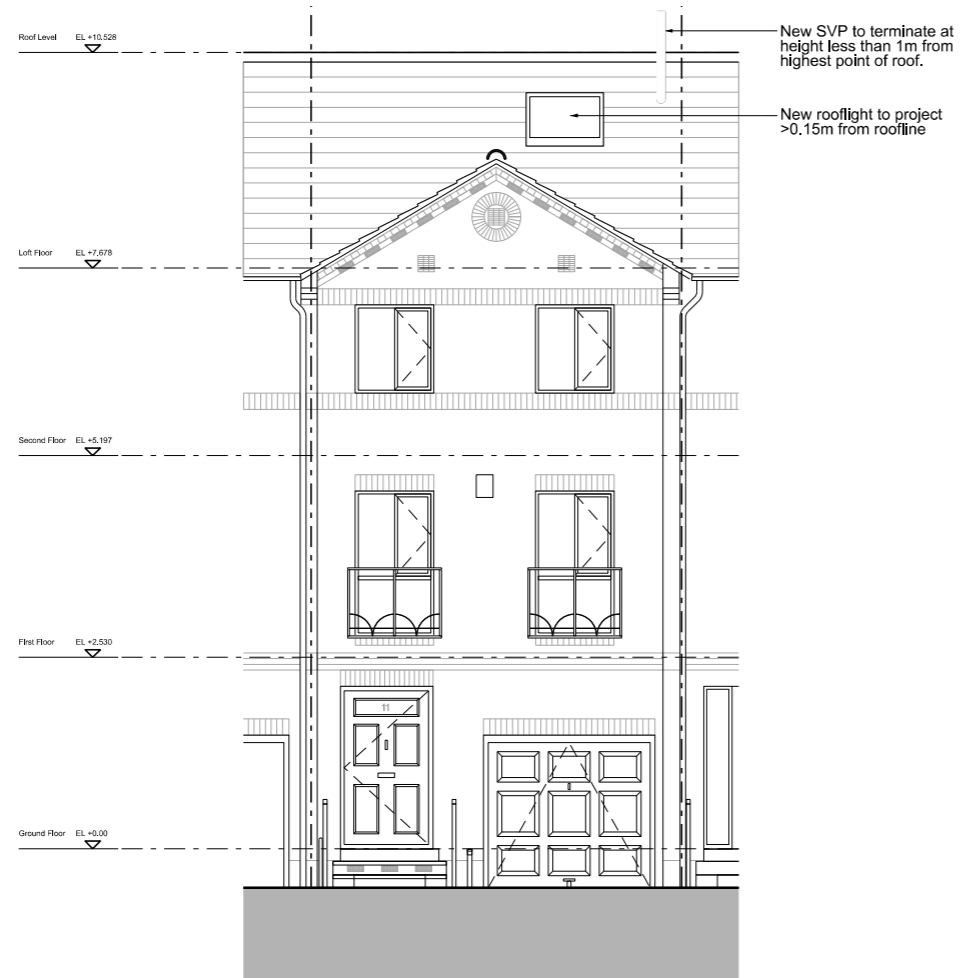 Roof Level EL +10.528
New SVP to terminate at
height less than 1m from
highest point of roof.
New rooflight to project
>0.15m from roofline
Loft Floor EL +7.678
Second Floor EL +5.197
First Floor EL +2.530
11
Ground Floor EL +0.00